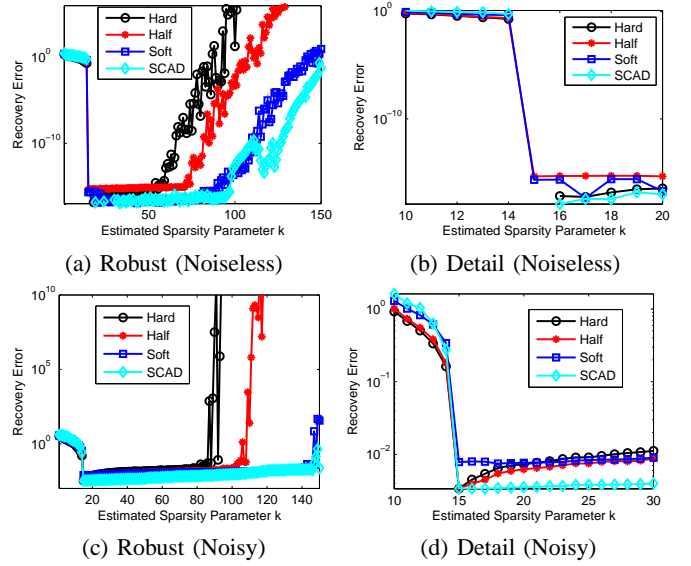 Hard
Half
Soft
SCAD
10^0
10^-10
Recovery Error
50
100
150
Estimated Sparsity Parameter k
(a) Robust (Noiseless)
Hard
Half
Soft
SCAD
10^0
10^-10
Recovery Error
10
12
14
16
18
20
Estimated Sparsity Parameter k
(b) Detail (Noiseless)
Hard
Half
Soft
SCAD
10^10
10^5
10^0
Recovery Error
20
40
60
80
100
120
140
Estimated Sparsity Parameter k
(c) Robust (Noisy)
Hard
Half
Soft
SCAD
10^0
10^-1
10^-2
Recovery Error
10
15
20
25
30
Estimated Sparsity Parameter k
(d) Detail (Noisy)